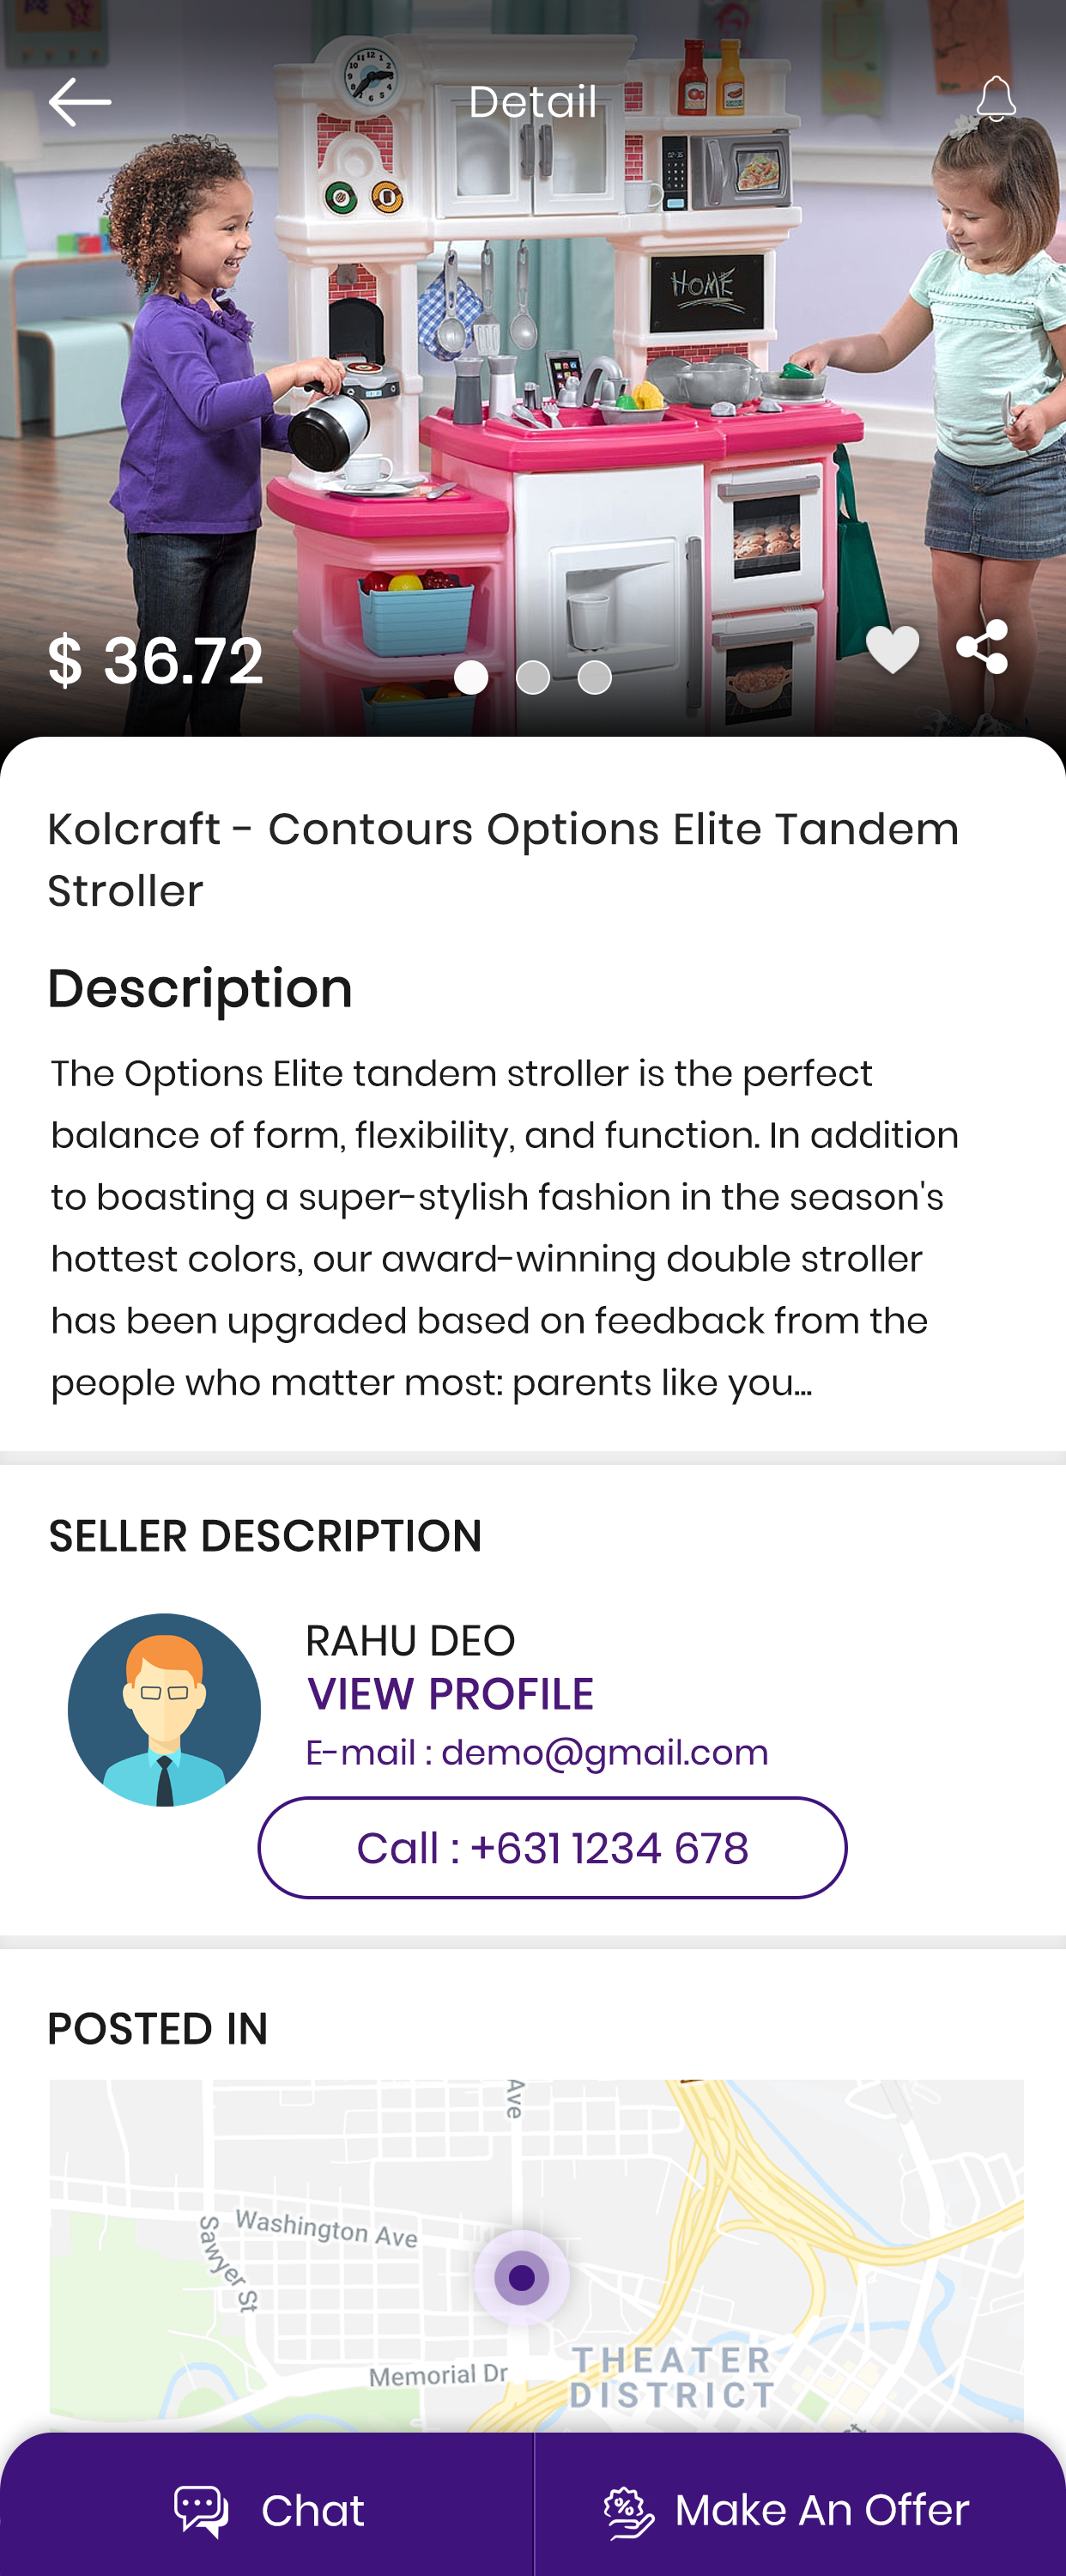 Detail
HOME
$ 36.72
Kolcraft - Contours Options Elite Tandem
Stroller
Description
The Options Elite tandem stroller is the perfect
balance of form, flexibility, and function. In addition
to boasting a super-stylish fashion in the season's
hottest colors, our award-winning double stroller
has been upgraded based on feedback from the
people who matter most: parents like you...
SELLER DESCRIPTION
RAHU DEO
VIEW PROFILE
E-mail : demo@gmail.com
Call : +631 1234 678
POSTED IN
Ave
Washington Ave
Sawyer St
Memorial Dr
THEATER
DISTRICT
Chat
Make An Offer